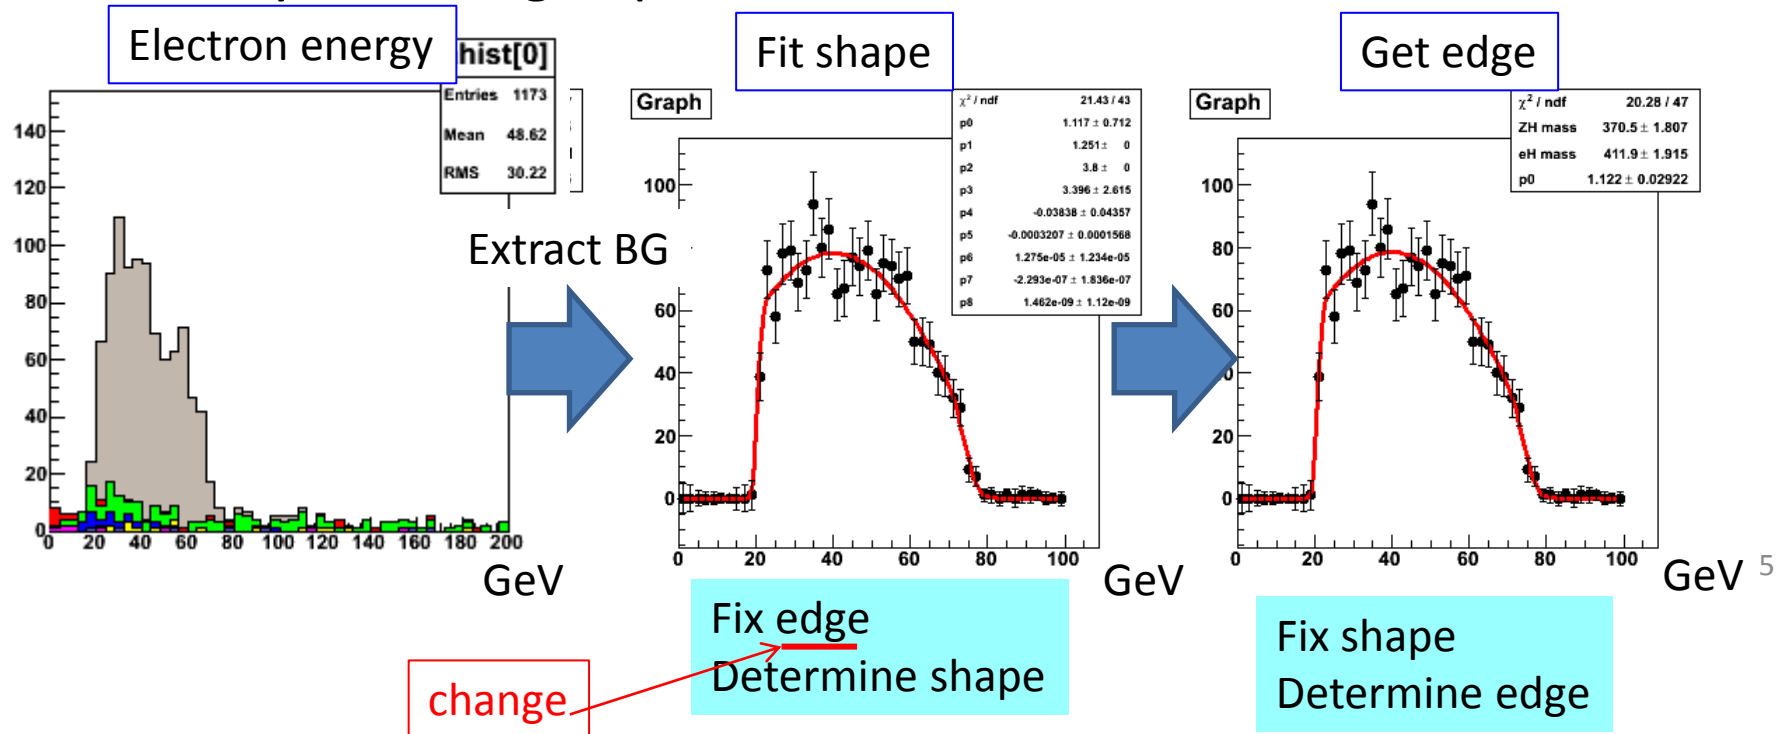 Electron energy
hist[0]
Entries 1173
Mean 48.62
RMS 30.22
140
120
100
80
60
40
20
0
0 20 40 60 80 100 120 140 160 180 200
GeV
Extract BG
Fit shape
Graph
χ² / ndf 21.43 / 43
p0 1.117 ± 0.712
p1 1.251 ± 0
p2 3.8 ± 0
p3 3.396 ± 2.615
p4 -0.03838 ± 0.04357
p5 -0.0003207 ± 0.0001568
p6 1.275e-05 ± 1.234e-05
p7 -2.293e-07 ± 1.836e-07
p8 1.462e-09 ± 1.12e-09
100
80
60
40
20
0
0 20 40 60 80 100
GeV
Fix edge
Determine shape
change
Get edge
Graph
χ² / ndf 20.28 / 47
ZH mass 370.5 ± 1.807
eH mass 411.9 ± 1.915
p0 1.122 ± 0.02922
100
80
60
40
20
0
0 20 40 60 80 100
GeV
5
Fix shape
Determine edge